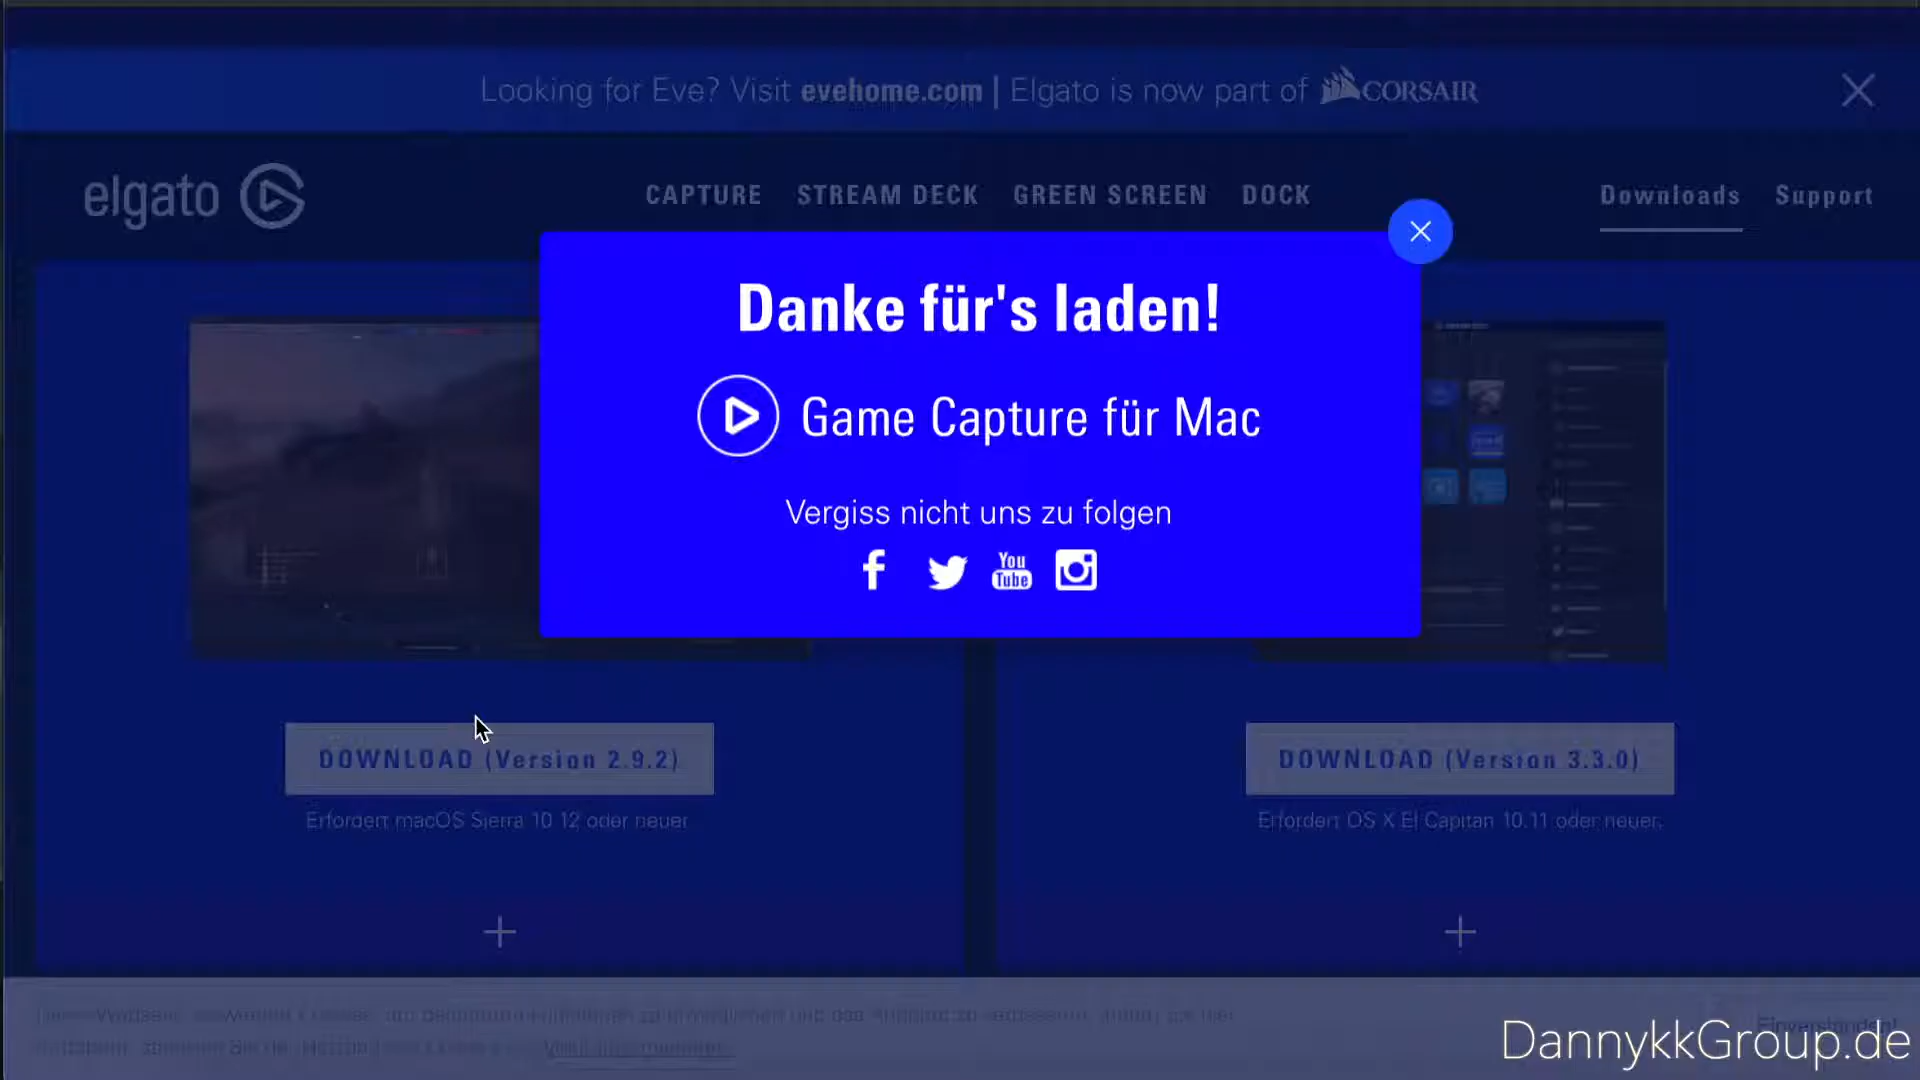 Looking for Eve? Visit evehome.com | Elgato is now part of CORSAIR
elgato
CAPTURE STREAM DECK GREEN SCREEN DOCK
Downloads Support
Danke für's laden!
Game Capture für Mac
Vergiss nicht uns zu folgen
You
Tube
DOWNLOAD (Version 2.9.2)
DOWNLOAD (Version 3.3.0)
Erfordert macOS Sierra 10.12 oder neuer.
Erfordert OS X El Capitan 10.11 oder neuer.
Einverständen!
DannykkGroup.de